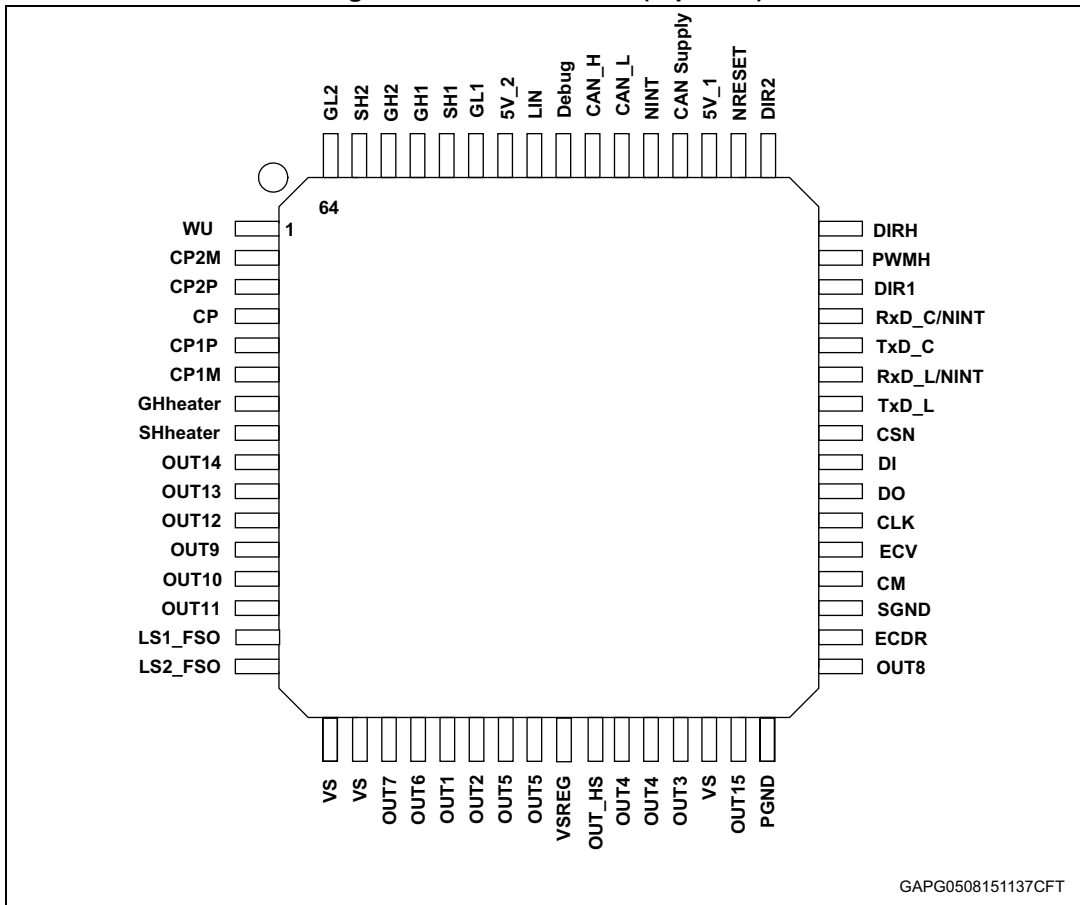 GL2
SH2
GH2
GH1
SH1
GL1
5V_2
LIN
Debug
CAN_H
CAN_L
NINT
CAN Supply
5V_1
NRESET
DIR2
64
1
WU
CP2M
CP2P
CP
CP1P
CP1M
GHheater
SHheater
OUT14
OUT13
OUT12
OUT9
OUT10
OUT11
LS1_FSO
LS2_FSO
DIRH
PWMH
DIR1
RxD_C/NINT
TxD_C
RxD_L/NINT
TxD_L
CSN
DI
DO
CLK
ECV
CM
SGND
ECDR
OUT8
VS
VS
OUT7
OUT6
OUT1
OUT2
OUT5
OUT5
VSREG
OUT_HS
OUT4
OUT4
OUT3
VS
OUT15
PGND
GAPG0508151137CFT